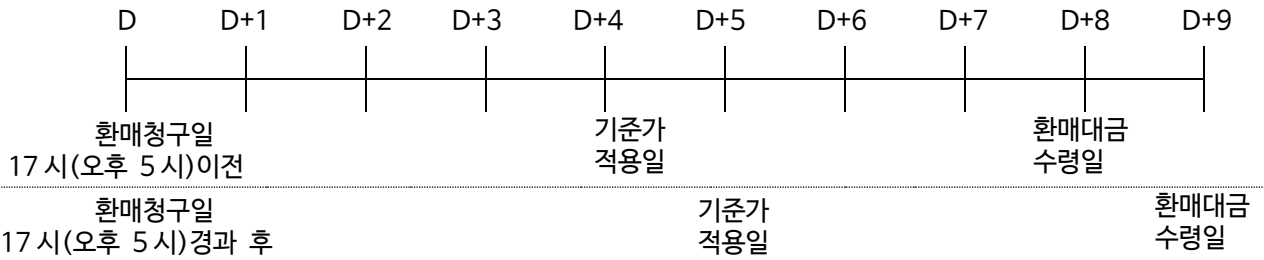 D D+1 D+2 D+3 D+4 D+5 D+6 D+7 D+8 D+9
환매청구일 기준가 환매대금
17시(오후 5시)이전 적용일 수령일
환매청구일 기준가 환매대금
17시(오후 5시)경과 후 적용일 수령일